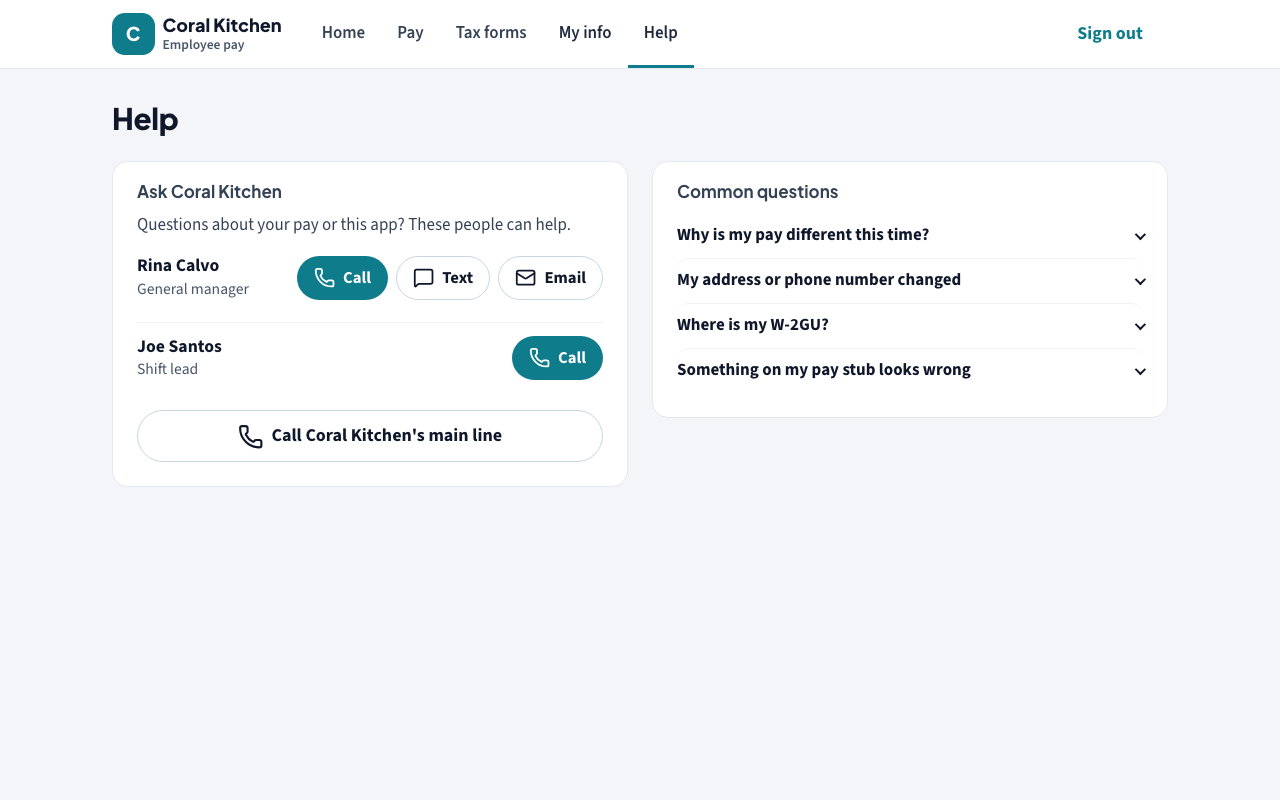 C
Coral Kitchen
Employee pay
Home
Pay
Tax forms
My info
Help
Sign out
Help
Ask Coral Kitchen
Questions about your pay or this app? These people can help.
Rina Calvo
General manager
Call
Text
Email
Joe Santos
Shift lead
Call
Call Coral Kitchen's main line
Common questions
Why is my pay different this time?
My address or phone number changed
Where is my W-2GU?
Something on my pay stub looks wrong